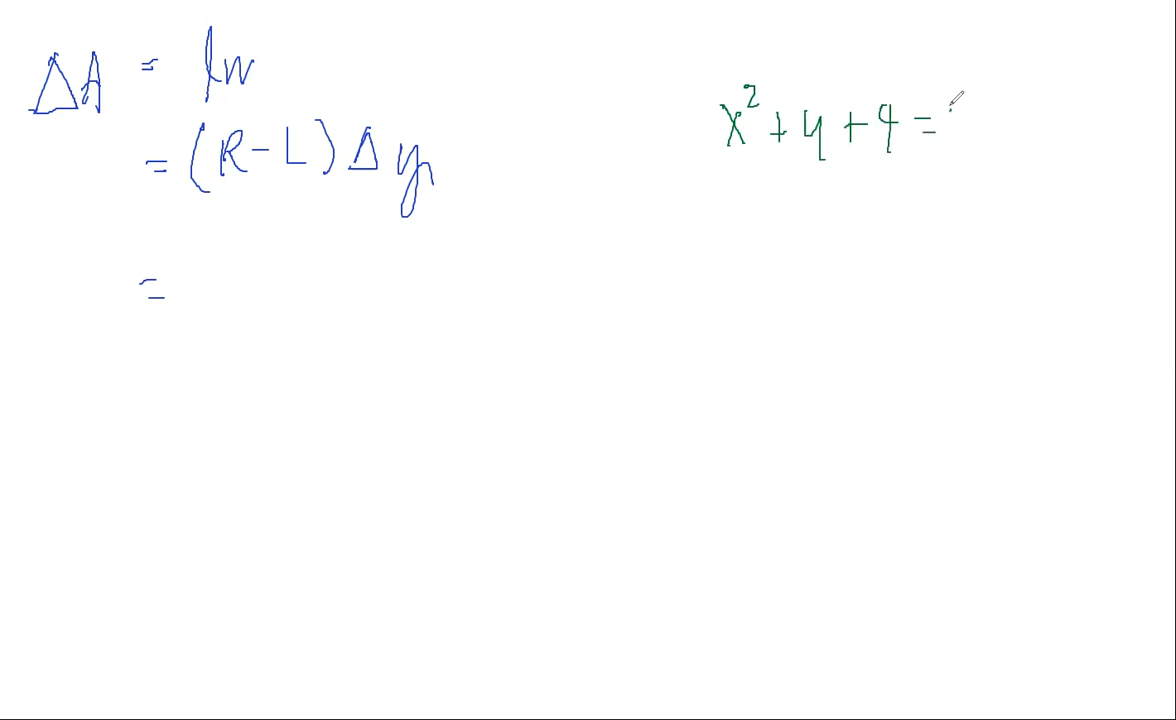 ΔA = lw
= (R - L) Δy
=
x² + y + 4 =